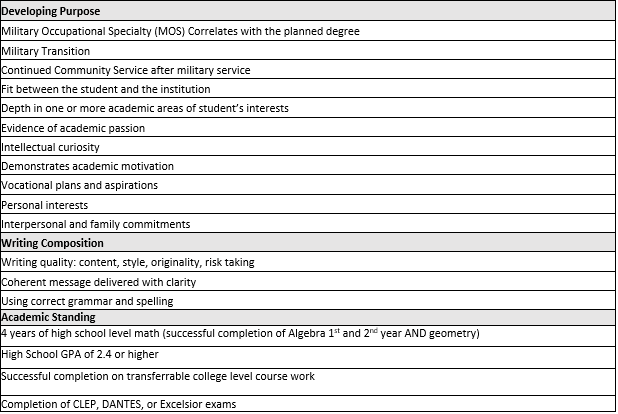 Developing Purpose
Military Occupational Specialty (MOS) Correlates with the planned degree
Military Transition
Continued Community Service after military service
Fit between the student and the institution
Depth in one or more academic areas of student's interests
Evidence of academic passion
Intellectual curiosity
Demonstrates academic motivation
Vocational plans and aspirations
Personal interests
Interpersonal and family commitments
Writing Composition
Writing quality: content, style, originality, risk taking
Coherent message delivered with clarity
Using correct grammar and spelling
Academic Standing
4 years of high school level math (successful completion of Algebra 1st and 2nd year AND geometry)
High School GPA of 2.4 or higher
Successful completion on transferrable college level course work
Completion of CLEP, DANTES, or Excelsior exams